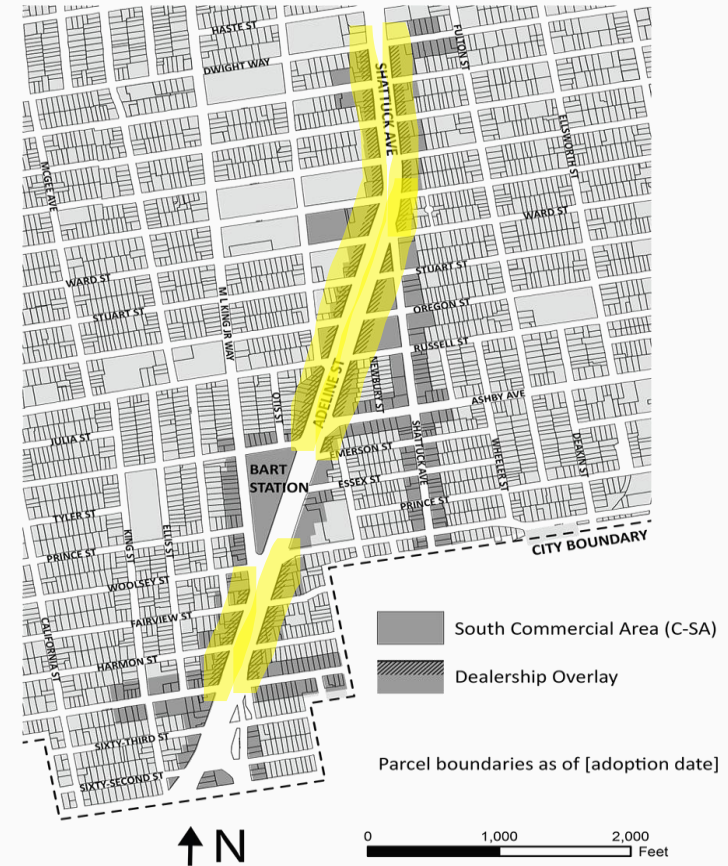 HASTE ST
FULTON ST
DWIGHT WAY
SHATTUCK AVE
ELLSWORTH ST
MCGEE AVE
WARD ST
STUART ST
WARD ST
OREGON ST
STUART ST
M L KING JR WAY
RUSSELL ST
NEWBURY ST
ADELINE ST
OTIS ST
ASHBY AVE
JULIA ST
SHATTUCK AVE
WHEELER ST
DEAKIN ST
EMERSON ST
BART
STATION
ESSEX ST
PRINCE ST
TYLER ST
KING ST
ELLIS ST
CITY BOUNDARY
PRINCE ST
WOOLSEY ST
FAIRVIEW ST
CALIFORNIA ST
South Commercial Area (C-SA)
HARMON ST
Dealership Overlay
SIXTY-THIRD ST
Parcel boundaries as of [adoption date]
SIXTY-SECOND ST
N
0 1,000 2,000
Feet